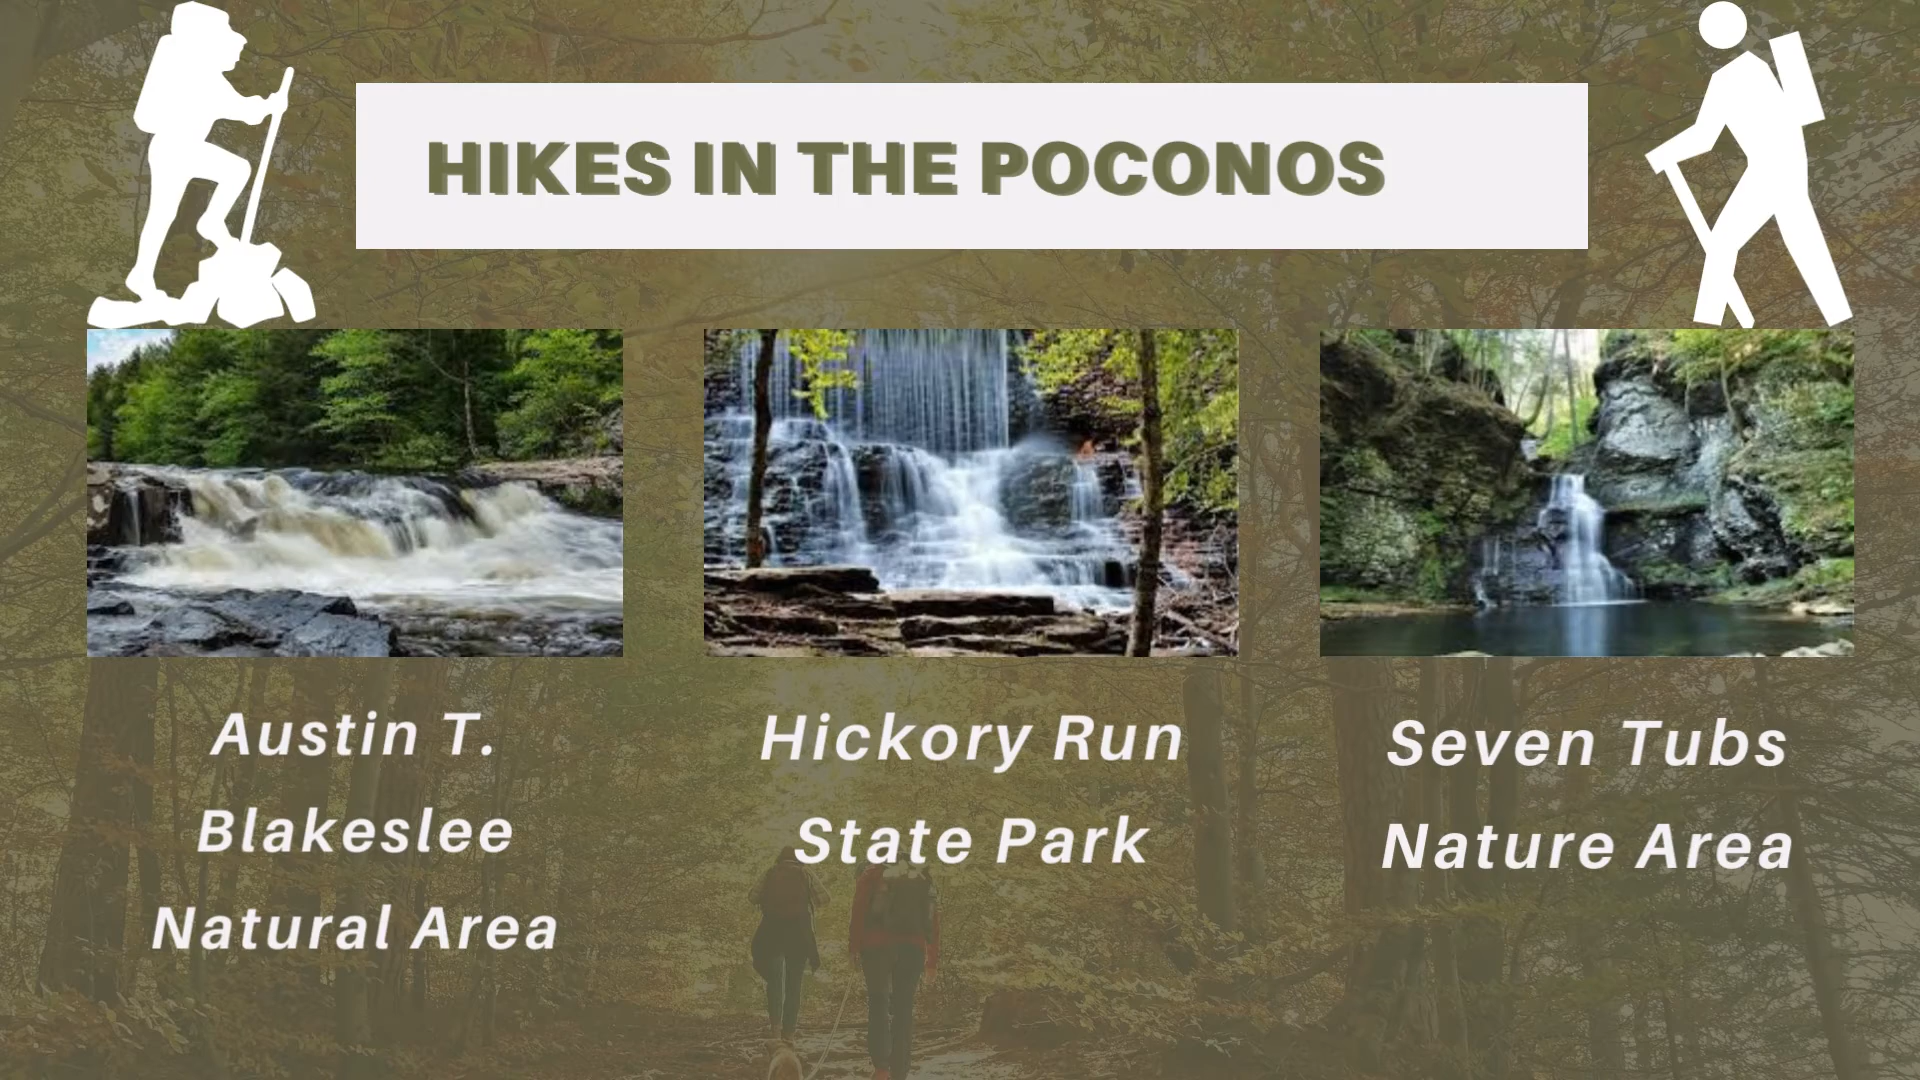 HIKES IN THE POCONOS
Austin T.
Blakeslee
Natural Area
Hickory Run
State Park
Seven Tubs
Nature Area